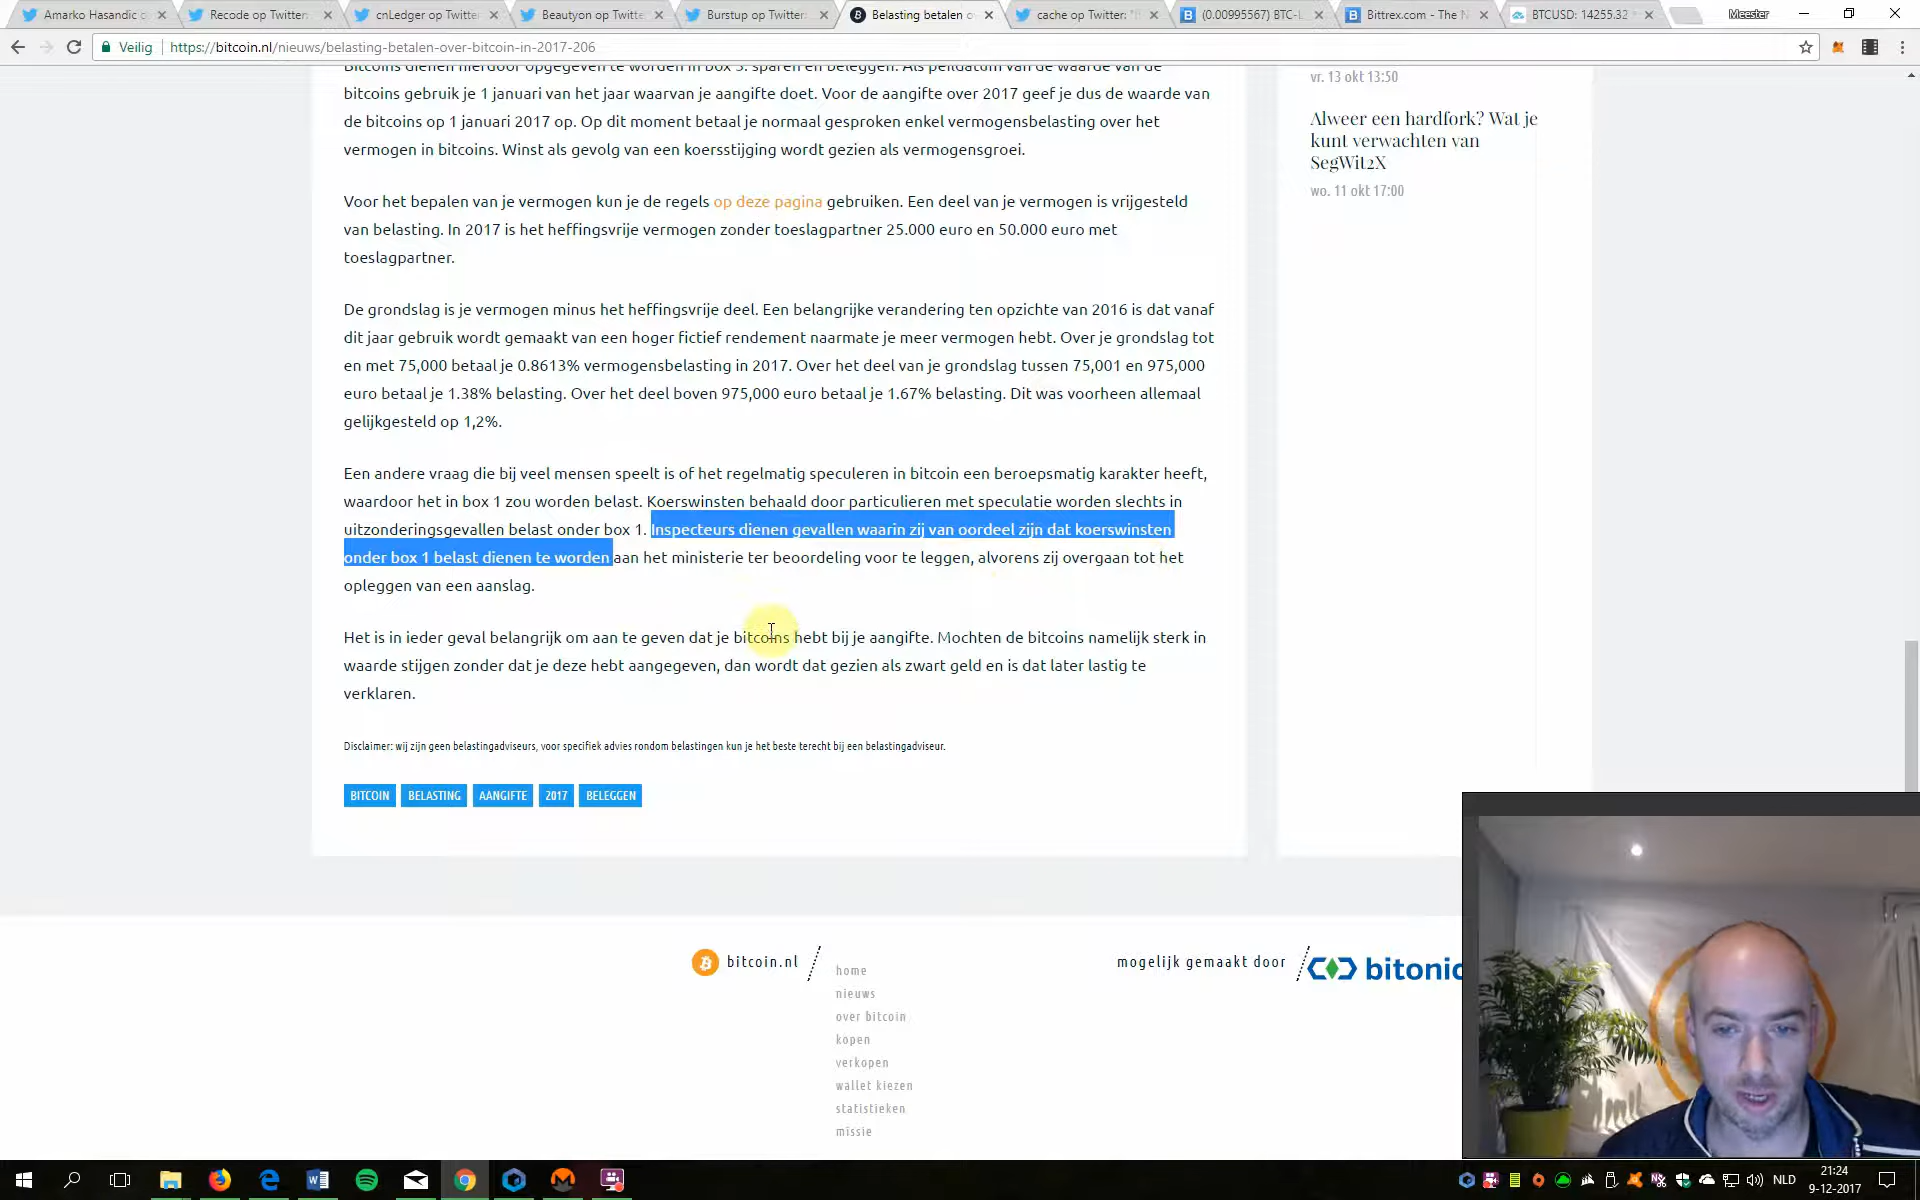 Amarko Hasandic
Recode op Twitter:
cnLedger op Twitte
Beautyon op Twitte
Burstup op Twitter:
Belasting betalen
cache op Twitter: "
(0.00995567) BTC-
Bittrex.com - The N
BTCUSD: 14255.32
Meester
Veilig
https://bitcoin.nl/nieuws/belasting-betalen-over-bitcoin-in-2017-206
Bitcoins dienen hierdoor opgegeven te worden in box 3: sparen en beleggen. Als peildatum van de waarde van de
bitcoins gebruik je 1 januari van het jaar waarvan je aangifte doet. Voor de aangifte over 2017 geef je dus de waarde van
de bitcoins op 1 januari 2017 op. Op dit moment betaal je normaal gesproken enkel vermogensbelasting over het
vermogen in bitcoins. Winst als gevolg van een koersstijging wordt gezien als vermogensgroei.
Voor het bepalen van je vermogen kun je de regels op deze pagina gebruiken. Een deel van je vermogen is vrijgesteld
van belasting. In 2017 is het heffingsvrije vermogen zonder toeslagpartner 25.000 euro en 50.000 euro met
toeslagpartner.
De grondslag is je vermogen minus het heffingsvrije deel. Een belangrijke verandering ten opzichte van 2016 is dat vanaf
dit jaar gebruik wordt gemaakt van een hoger fictief rendement naarmate je meer vermogen hebt. Over je grondslag tot
en met 75,000 betaal je 0.8613% vermogensbelasting in 2017. Over het deel van je grondslag tussen 75,001 en 975,000
euro betaal je 1.38% belasting. Over het deel boven 975,000 euro betaal je 1.67% belasting. Dit was voorheen allemaal
gelijkgesteld op 1,2%.
Een andere vraag die bij veel mensen speelt is of het regelmatig speculeren in bitcoin een beroepsmatig karakter heeft,
waardoor het in box 1 zou worden belast. Koerswinsten behaald door particulieren met speculatie worden slechts in
uitzonderingsgevallen belast onder box 1. Inspecteurs dienen gevallen waarin zij van oordeel zijn dat koerswinsten
onder box 1 belast dienen te worden aan het ministerie ter beoordeling voor te leggen, alvorens zij overgaan tot het
opleggen van een aanslag.
Het is in ieder geval belangrijk om aan te geven dat je bitcoins hebt bij je aangifte. Mochten de bitcoins namelijk sterk in
waarde stijgen zonder dat je deze hebt aangegeven, dan wordt dat gezien als zwart geld en is dat later lastig te
verklaren.
Disclaimer: wij zijn geen belastingadviseurs, voor specifiek advies rondom belastingen kun je het beste terecht bij een belastingadviseur.
BITCOIN BELASTING AANGIFTE 2017 BELEGGEN
vr. 13 okt 13:50
Alweer een hardfork? Wat je
kunt verwachten van
SegWit2X
wo. 11 okt 17:00
bitcoin.nl
home
nieuws
over bitcoin
kopen
verkopen
wallet kiezen
statistieken
missie
mogelijk gemaakt door
bitonic
NLD
21:24
9-12-2017